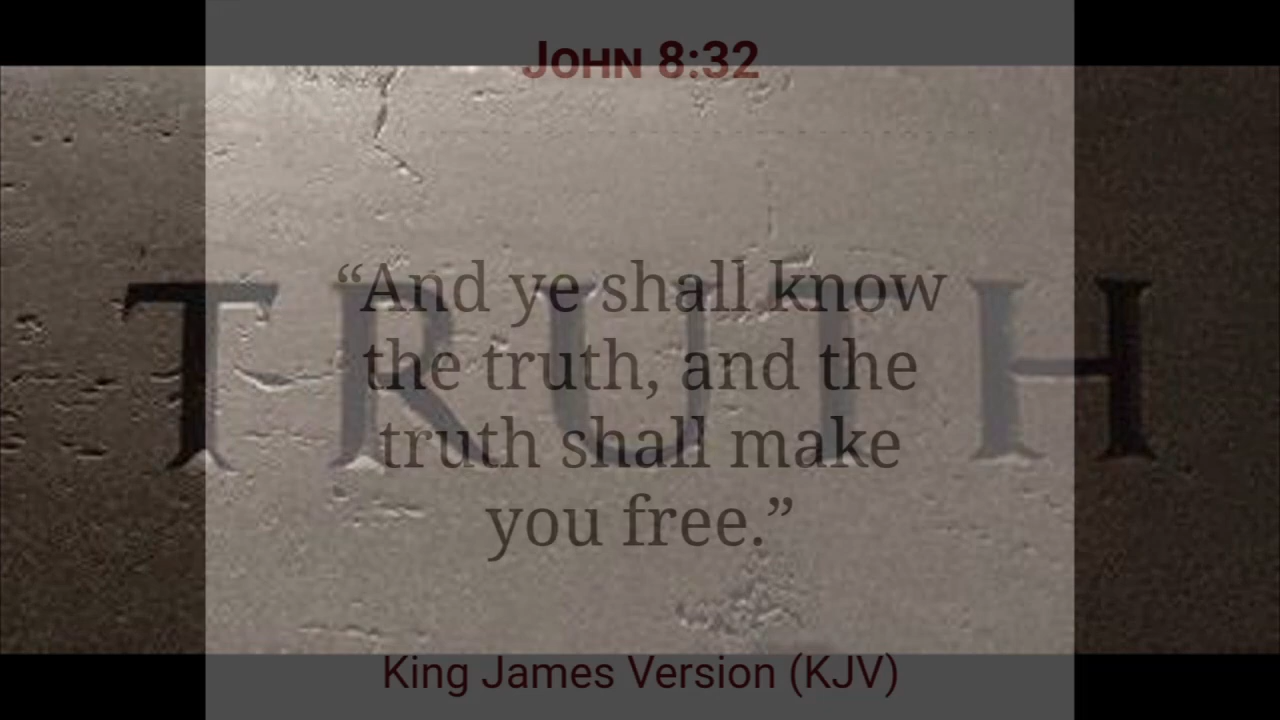 John 8:32
TRUTH
“And ye shall know
the truth, and the
truth shall make
you free.”
King James Version (KJV)